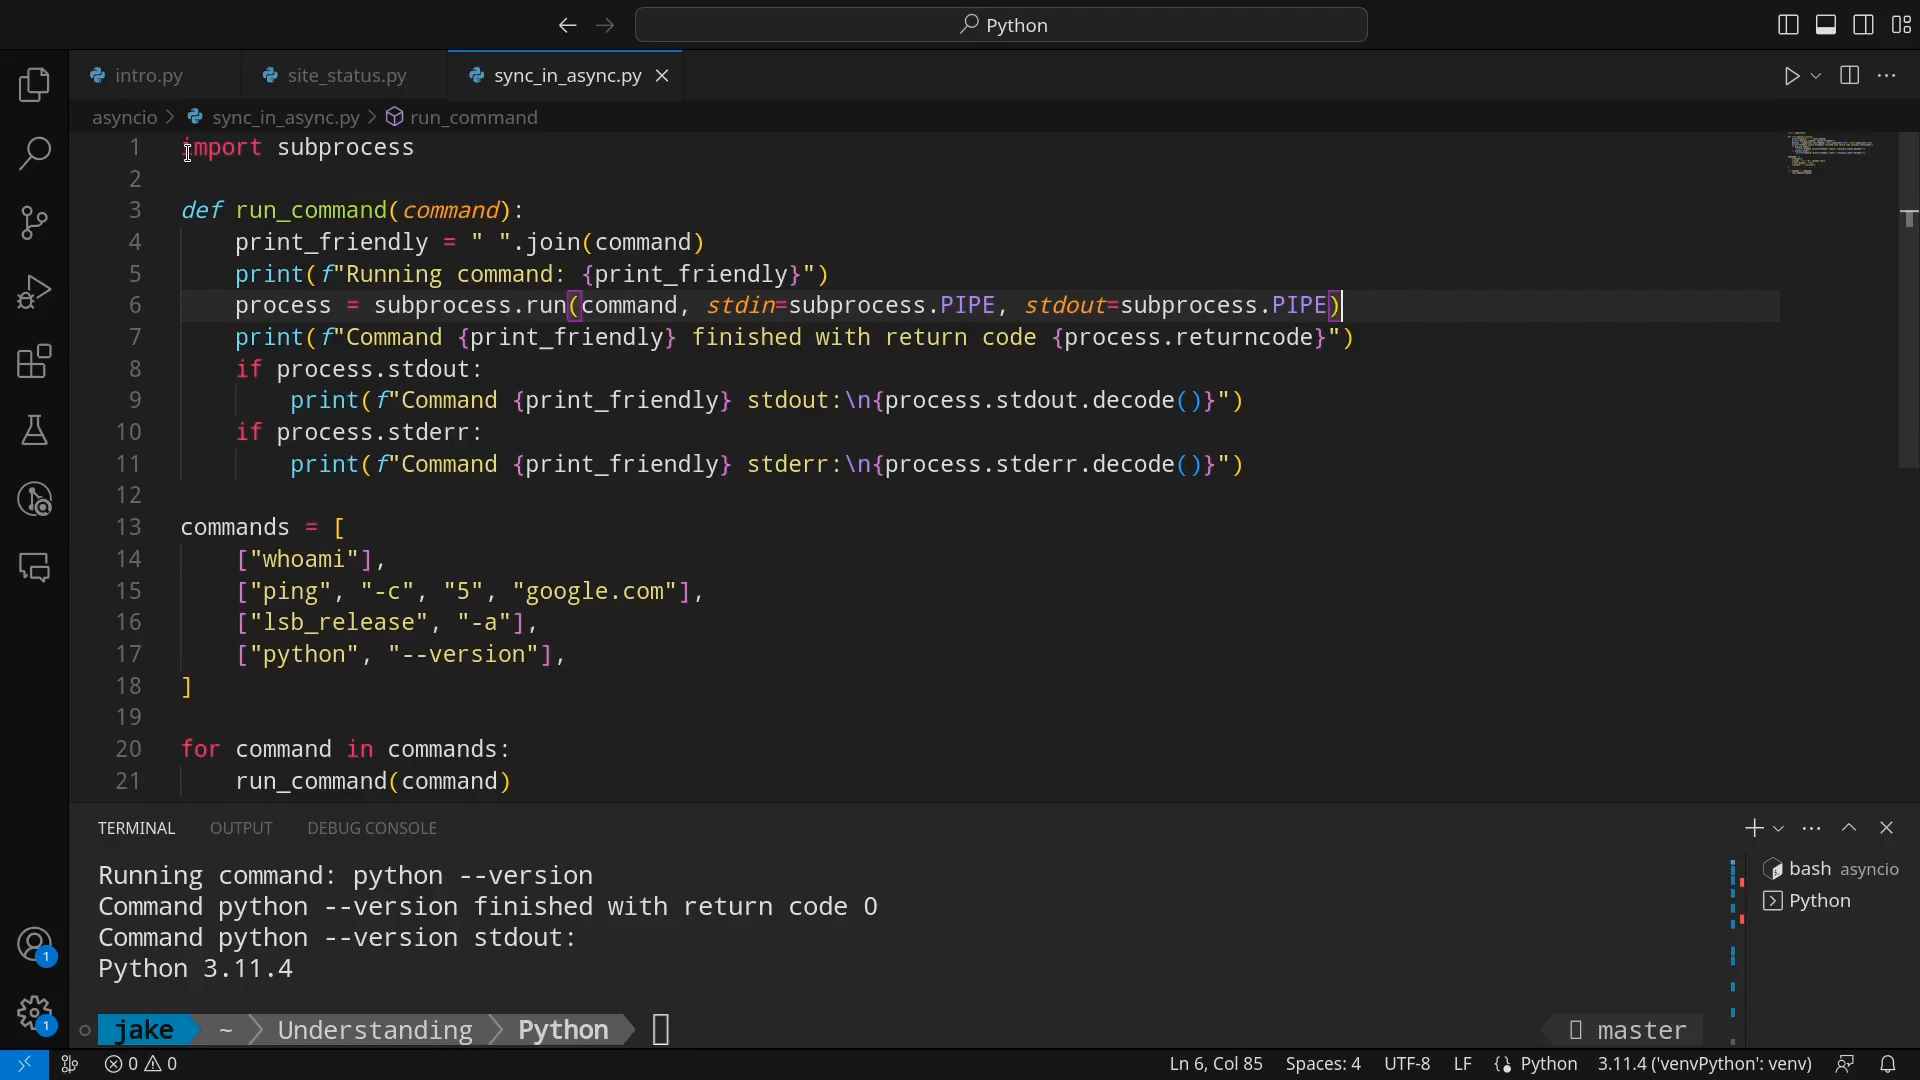 Python
intro.py
site_status.py
sync_in_async.py
asyncio > sync_in_async.py > run_command
1 import subprocess
2
3 def run_command(command):
4     print_friendly = " ".join(command)
5     print(f"Running command: {print_friendly}")
6     process = subprocess.run(command, stdin=subprocess.PIPE, stdout=subprocess.PIPE)
7     print(f"Command {print_friendly} finished with return code {process.returncode}")
8     if process.stdout:
9         print(f"Command {print_friendly} stdout:\n{process.stdout.decode()}")
10     if process.stderr:
11         print(f"Command {print_friendly} stderr:\n{process.stderr.decode()}")
12
13 commands = [
14     ["whoami"],
15     ["ping", "-c", "5", "google.com"],
16     ["lsb_release", "-a"],
17     ["python", "--version"],
18 ]
19
20 for command in commands:
21     run_command(command)
TERMINAL OUTPUT DEBUG CONSOLE
Running command: python --version
Command python --version finished with return code 0
Command python --version stdout:
Python 3.11.4
jake ~ Understanding Python
master
bash asyncio
Python
1
1
0 0
Ln 6, Col 85 Spaces: 4 UTF-8 LF Python 3.11.4 ('venvPython': venv)